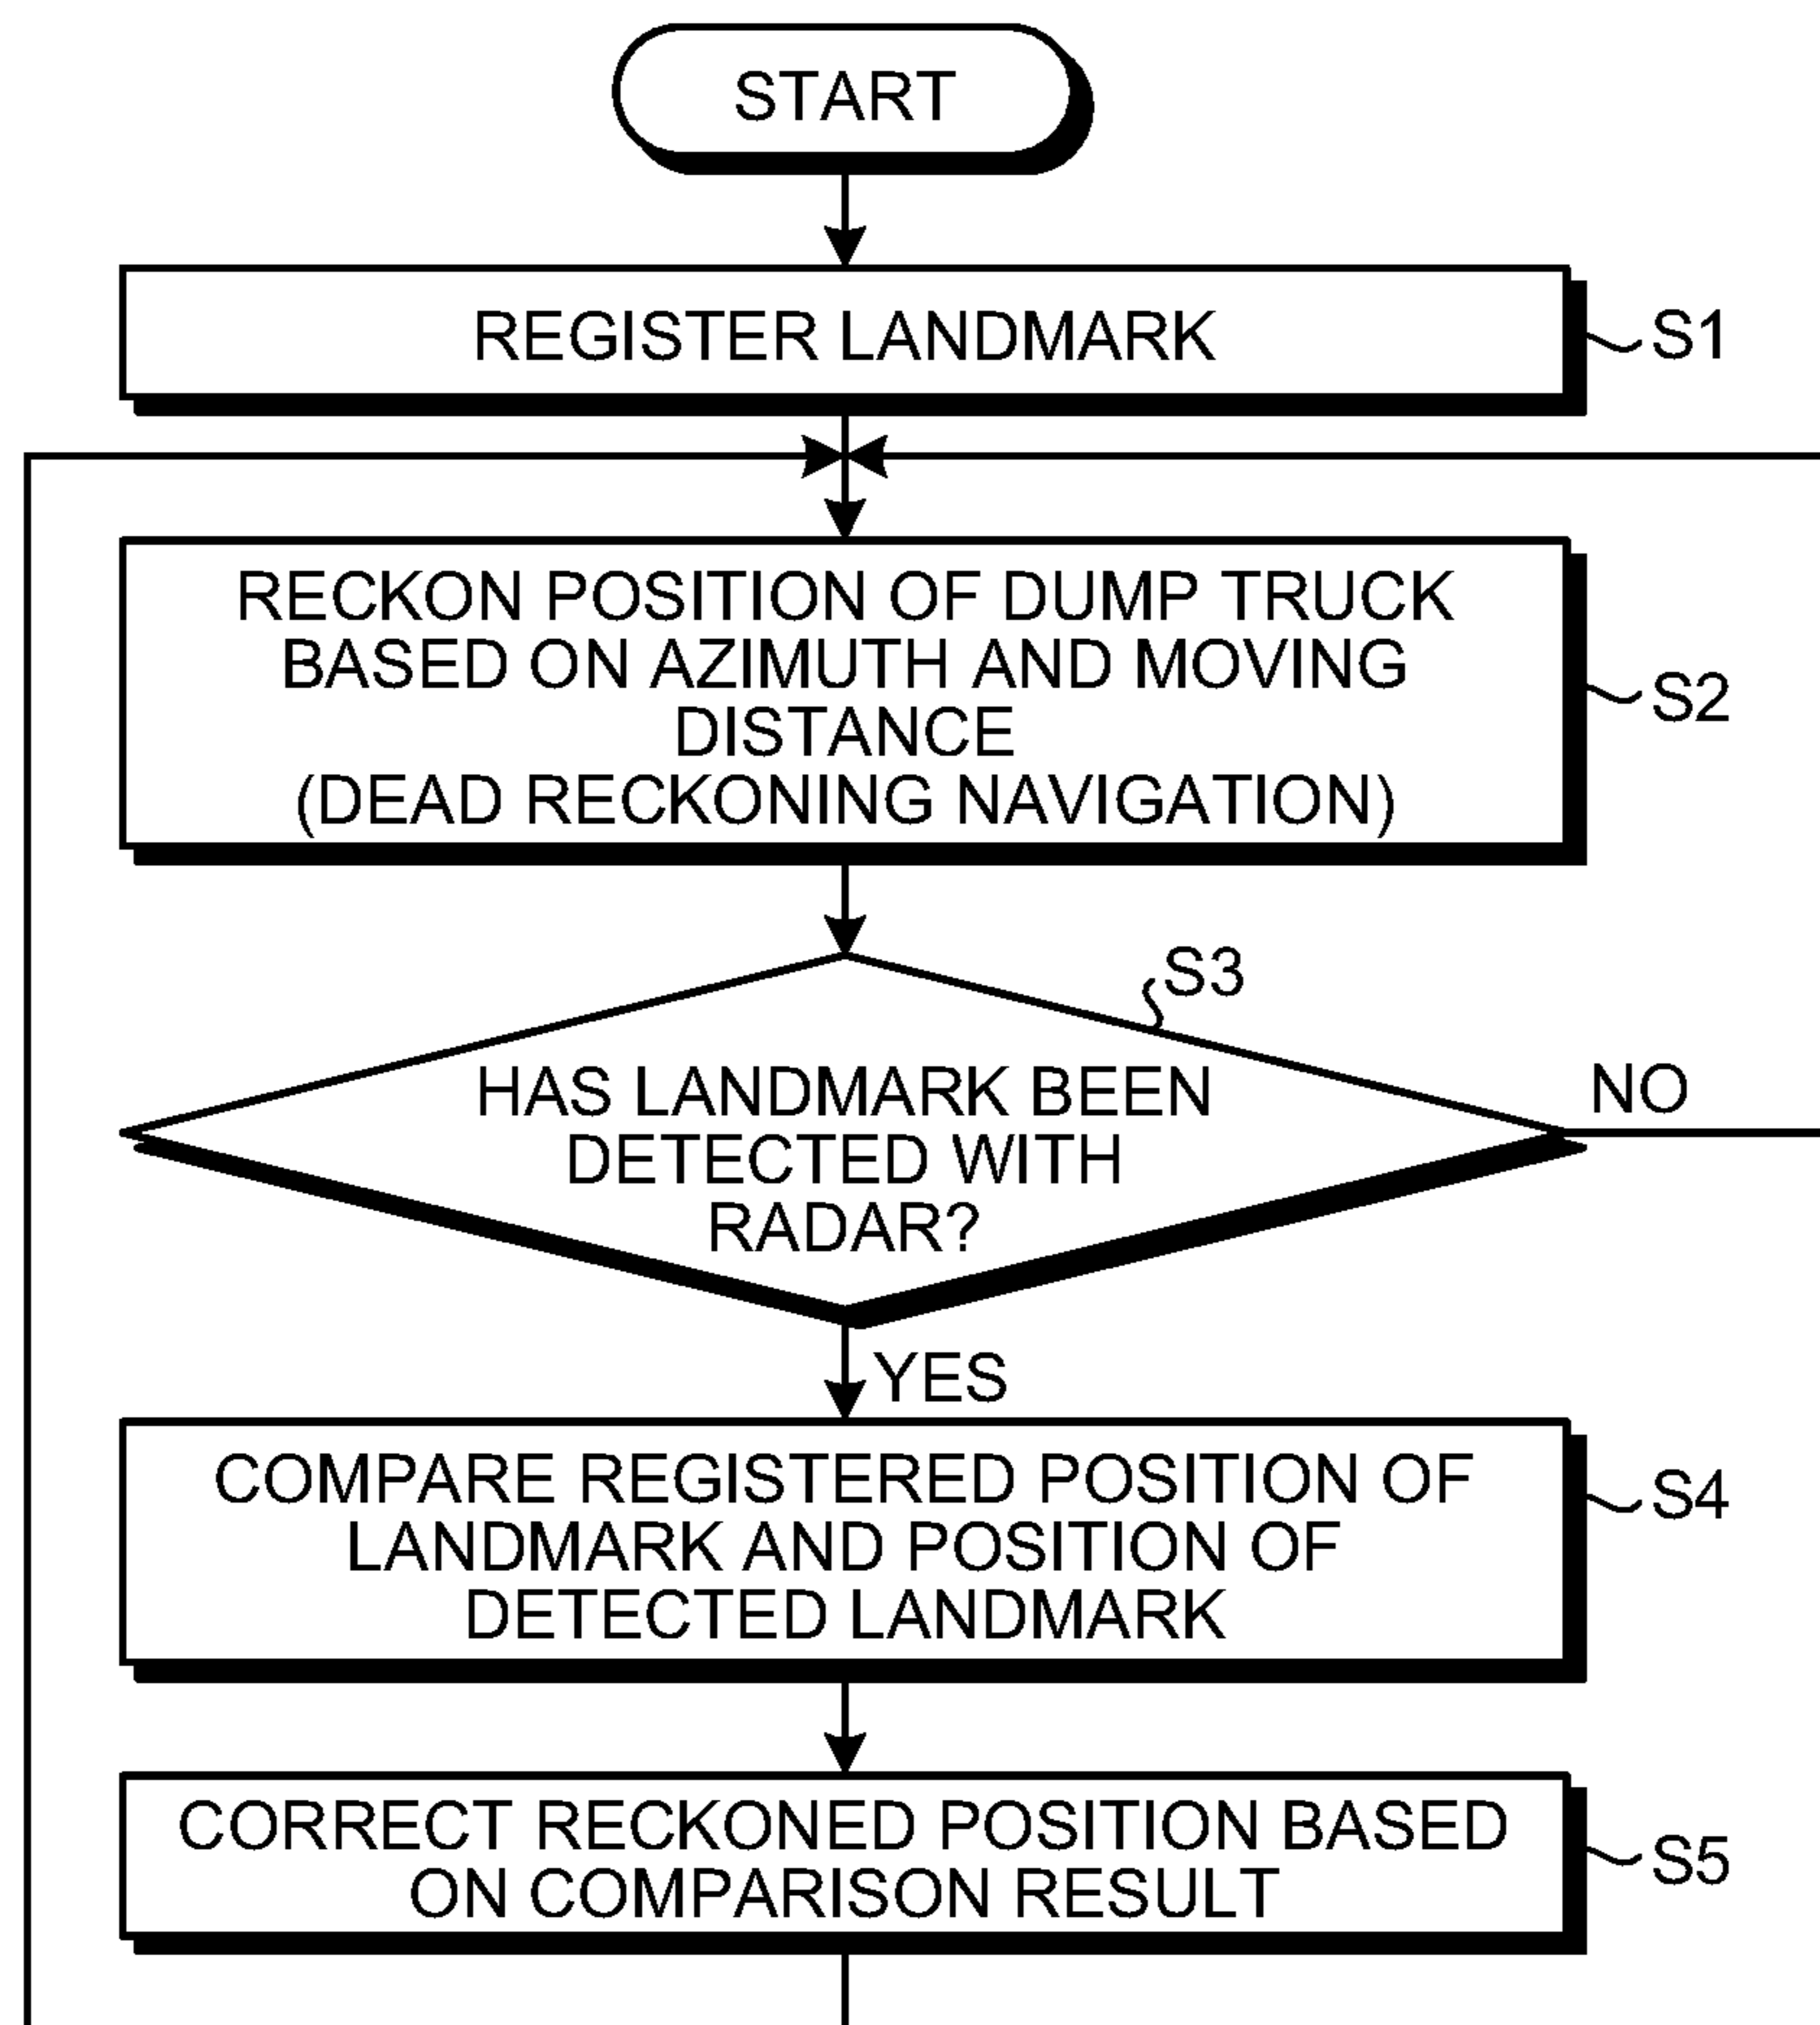 START
REGISTER LANDMARK
S1
RECKON POSITION OF DUMP TRUCK
BASED ON AZIMUTH AND MOVING
DISTANCE
(DEAD RECKONING NAVIGATION)
S2
S3
HAS LANDMARK BEEN
DETECTED WITH
RADAR?
NO
YES
COMPARE REGISTERED POSITION OF
LANDMARK AND POSITION OF
DETECTED LANDMARK
S4
CORRECT RECKONED POSITION BASED
ON COMPARISON RESULT
S5